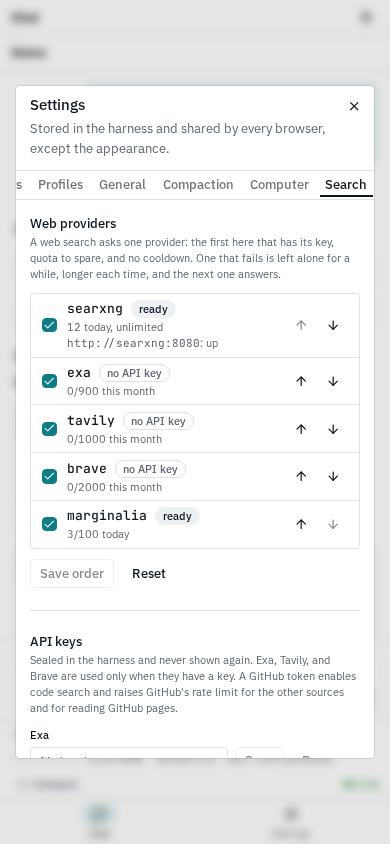 Chat
Settings
Stored in the harness and shared by every browser,
except the appearance.
s Profiles General Compaction Computer Search
Web providers
A web search asks one provider: the first here that has its key,
quota to spare, and no cooldown. One that fails is left alone for a
while, longer each time, and the next one answers.
searxng ready
12 today, unlimited
http://searxng:8080: up
exa no API key
0/900 this month
tavily no API key
0/1000 this month
brave no API key
0/2000 this month
marginalia ready
3/100 today
Save order Reset
API keys
Sealed in the harness and never shown again. Exa, Tavily, and
Brave are used only when they have a key. A GitHub token enables
code search and raises GitHub's rate limit for the other sources
and for reading GitHub pages.
Exa